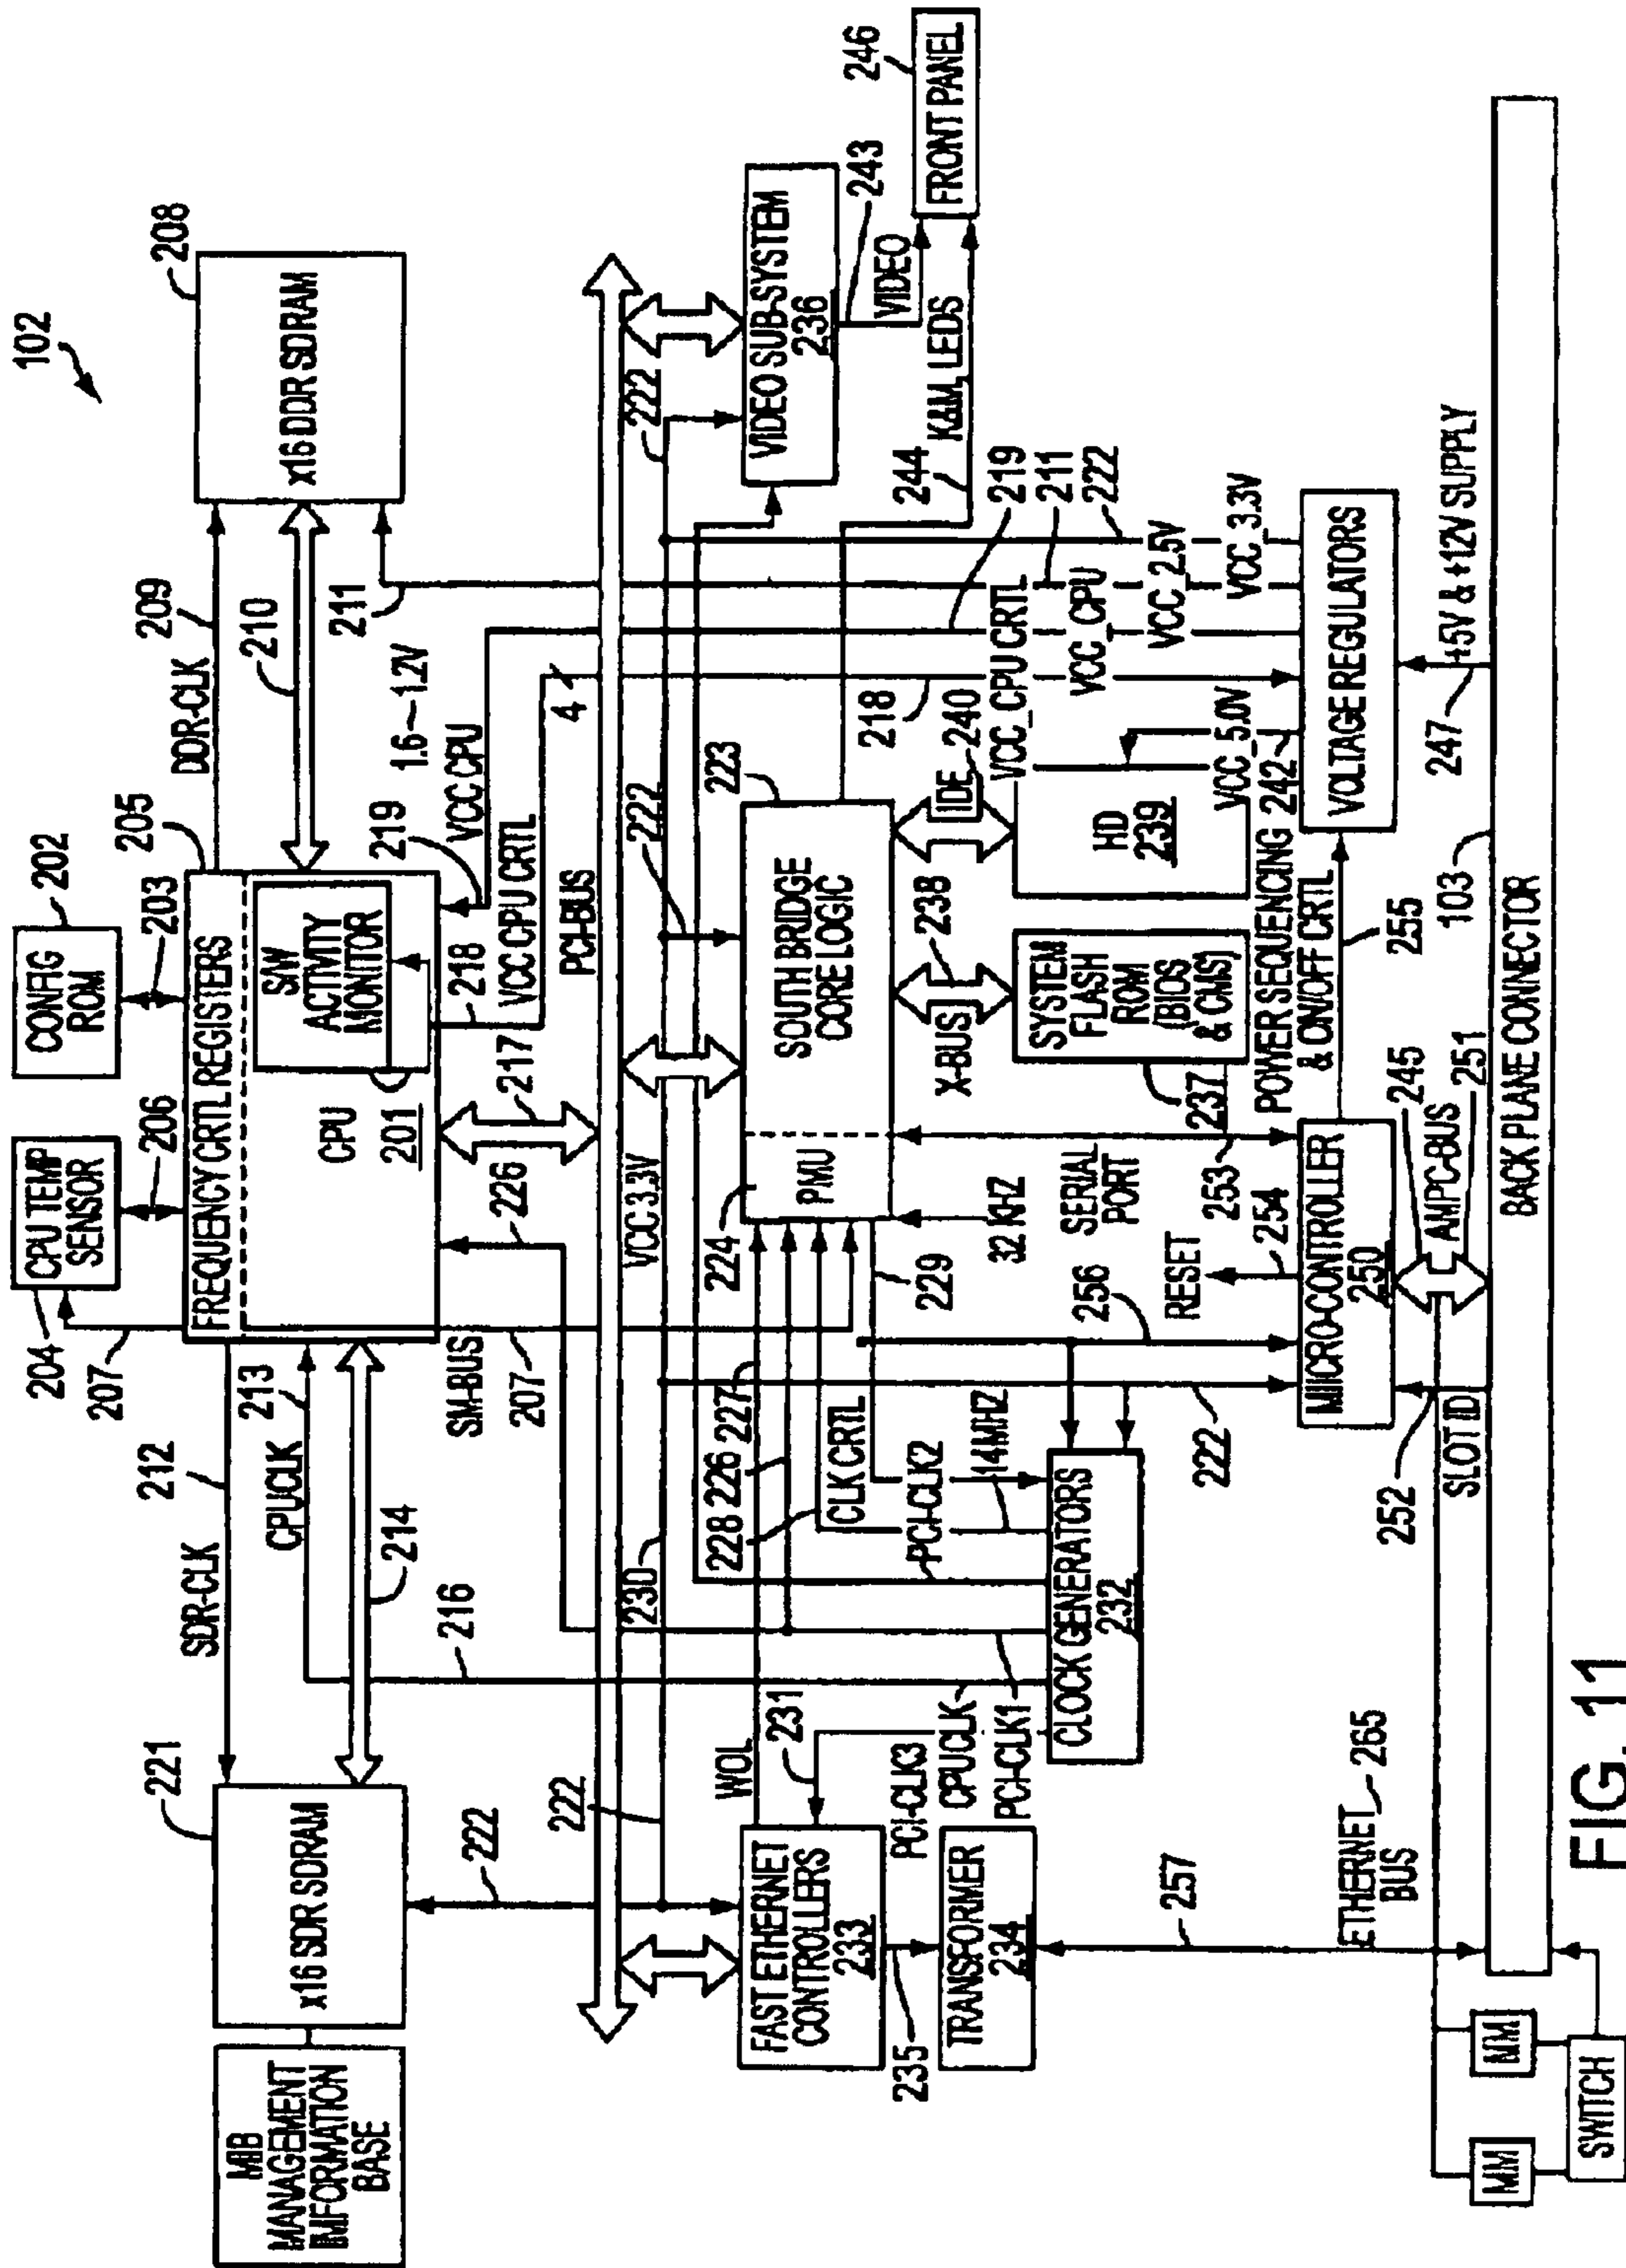 102
MIB
MANAGEMENT
IMFORMATION
BASE
221
x16 SDR SDRAM
222
SDR-CLK
212
CPUCLK
213
216
214
204
207
CPU TEMP
SENSOR
206
CONFIG
ROM
202
203
205
FREQUENCY CRTL REGISTERS
S/W
ACTIVITY
MONITOR
CPU
201
DDR-CLK
209
210
211
x16 DDR SDRAM
208
1.6~1.2V
219
VCC CPU
218
VCC CPU CRTL
4
217
226
SM-BUS
207
PCI-BUS
VCC 3.3V
230
222
222
222
WOL
227
226
228
CLK CRTL
PCI-CLK2
14MHZ
229
231
FAST ETHERNET
CONTROLLERS
233
235
TRANSFORMER
234
PCI-CLK3
CPUCLK
PCI-CLK1
CLOCK GENERATORS
232
224
PMU
SOUTH BRIDGE
CORE LOGIC
223
32 KHZ
SERIAL
PORT
253
X-BUS
238
SYSTEM
FLASH
ROM
(BIOS
& CMS)
237
IDE
240
HD
239
VIDEO SUB-SYSTEM
236
243
VIDEO
244
K&M, LEDS
FRONT PANEL
246
218
VCC_CPU CRTL
219
VCC_CPU
211
VCC_2.5V
222
VCC_3.3V
VCC_5.0V
242
VOLTAGE REGULATORS
POWER SEQUENCING
& ON/OFF CRTL
255
247
+5V & +12V SUPPLY
222
256
RESET
254
MIICRO-CONTROLLER
250
245
AMPC-BUS
251
252
SLOT ID
103
BACK PLANE CONNECTOR
257
ETHERNET
BUS
265
MM
MM
SWITCH
FIG. 11